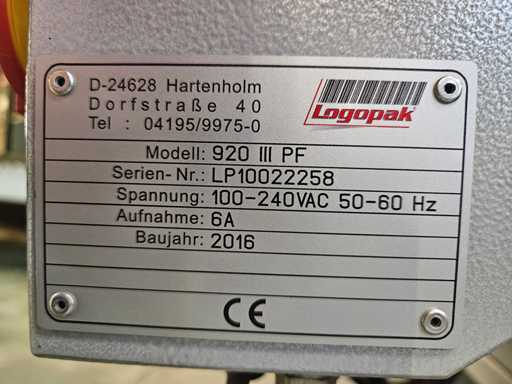 D-24628 Hartenholm
Dorfstraße 40
Tel : 04195/9975-0
Logopak
Modell: 920 III PF
Serien-Nr.: LP10022258
Spannung: 100-240VAC 50-60 Hz
Aufnahme: 6A
Baujahr: 2016
CE